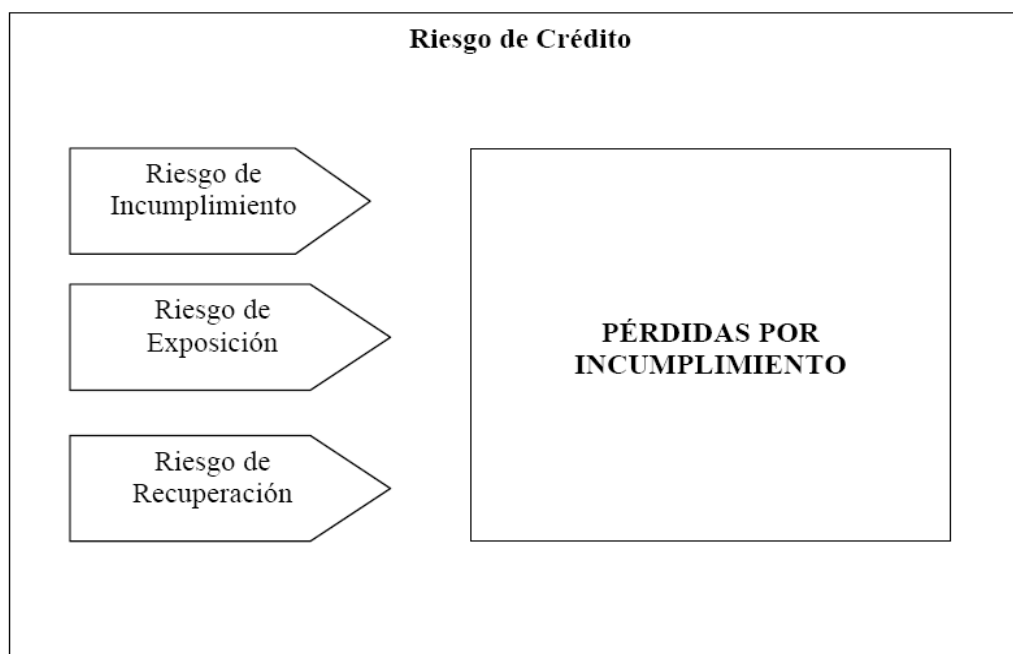 Riesgo de Crédito
Riesgo de
Incumplimiento
Riesgo de
Exposición
Riesgo de
Recuperación
PÉRDIDAS POR
INCUMPLIMIENTO